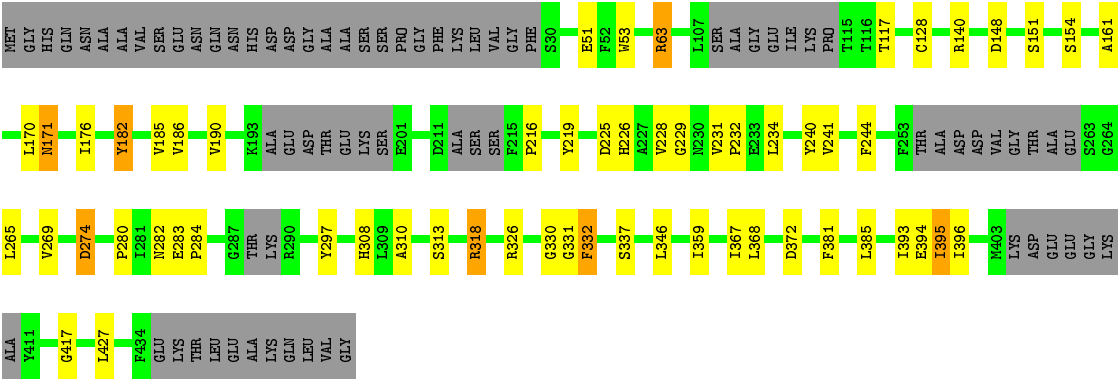 MET GLY HIS GLN ASN ALA ALA VAL SER GLU ASN GLN ASN HIS ASP ASP GLY ALA ALA SER SER PRO GLY PHE LYS LEU VAL GLY PHE S30 E51 F52 W53 R63 L107 SER ALA GLY GLU ILE LYS PRO T115 T116 T117 C128 R140 D148 S151 S154 A161
L170 N171 I176 Y182 V185 V186 V190 K193 ALA GLU ASP THR GLU LYS SER E201 D211 ALA SER SER F215 P216 Y219 D225 H226 A227 V228 G229 N230 V231 P232 E233 L234 Y240 V241 F244 F253 THR ALA ASP ASP VAL GLY THR ALA GLU S263 G264
L265 V269 D274 P280 I281 N282 E283 P284 G287 THR LYS R290 Y297 H308 L309 A310 S313 R318 R326 G330 G331 F332 S337 L346 I359 I367 L368 D372 F381 L385 I393 E394 I395 I396 M403 LYS ASP GLU GLU GLY LYS
ALA Y411 G417 L427 F434 GLU LYS THR LEU GLU ALA LYS GLN LEU VAL GLY